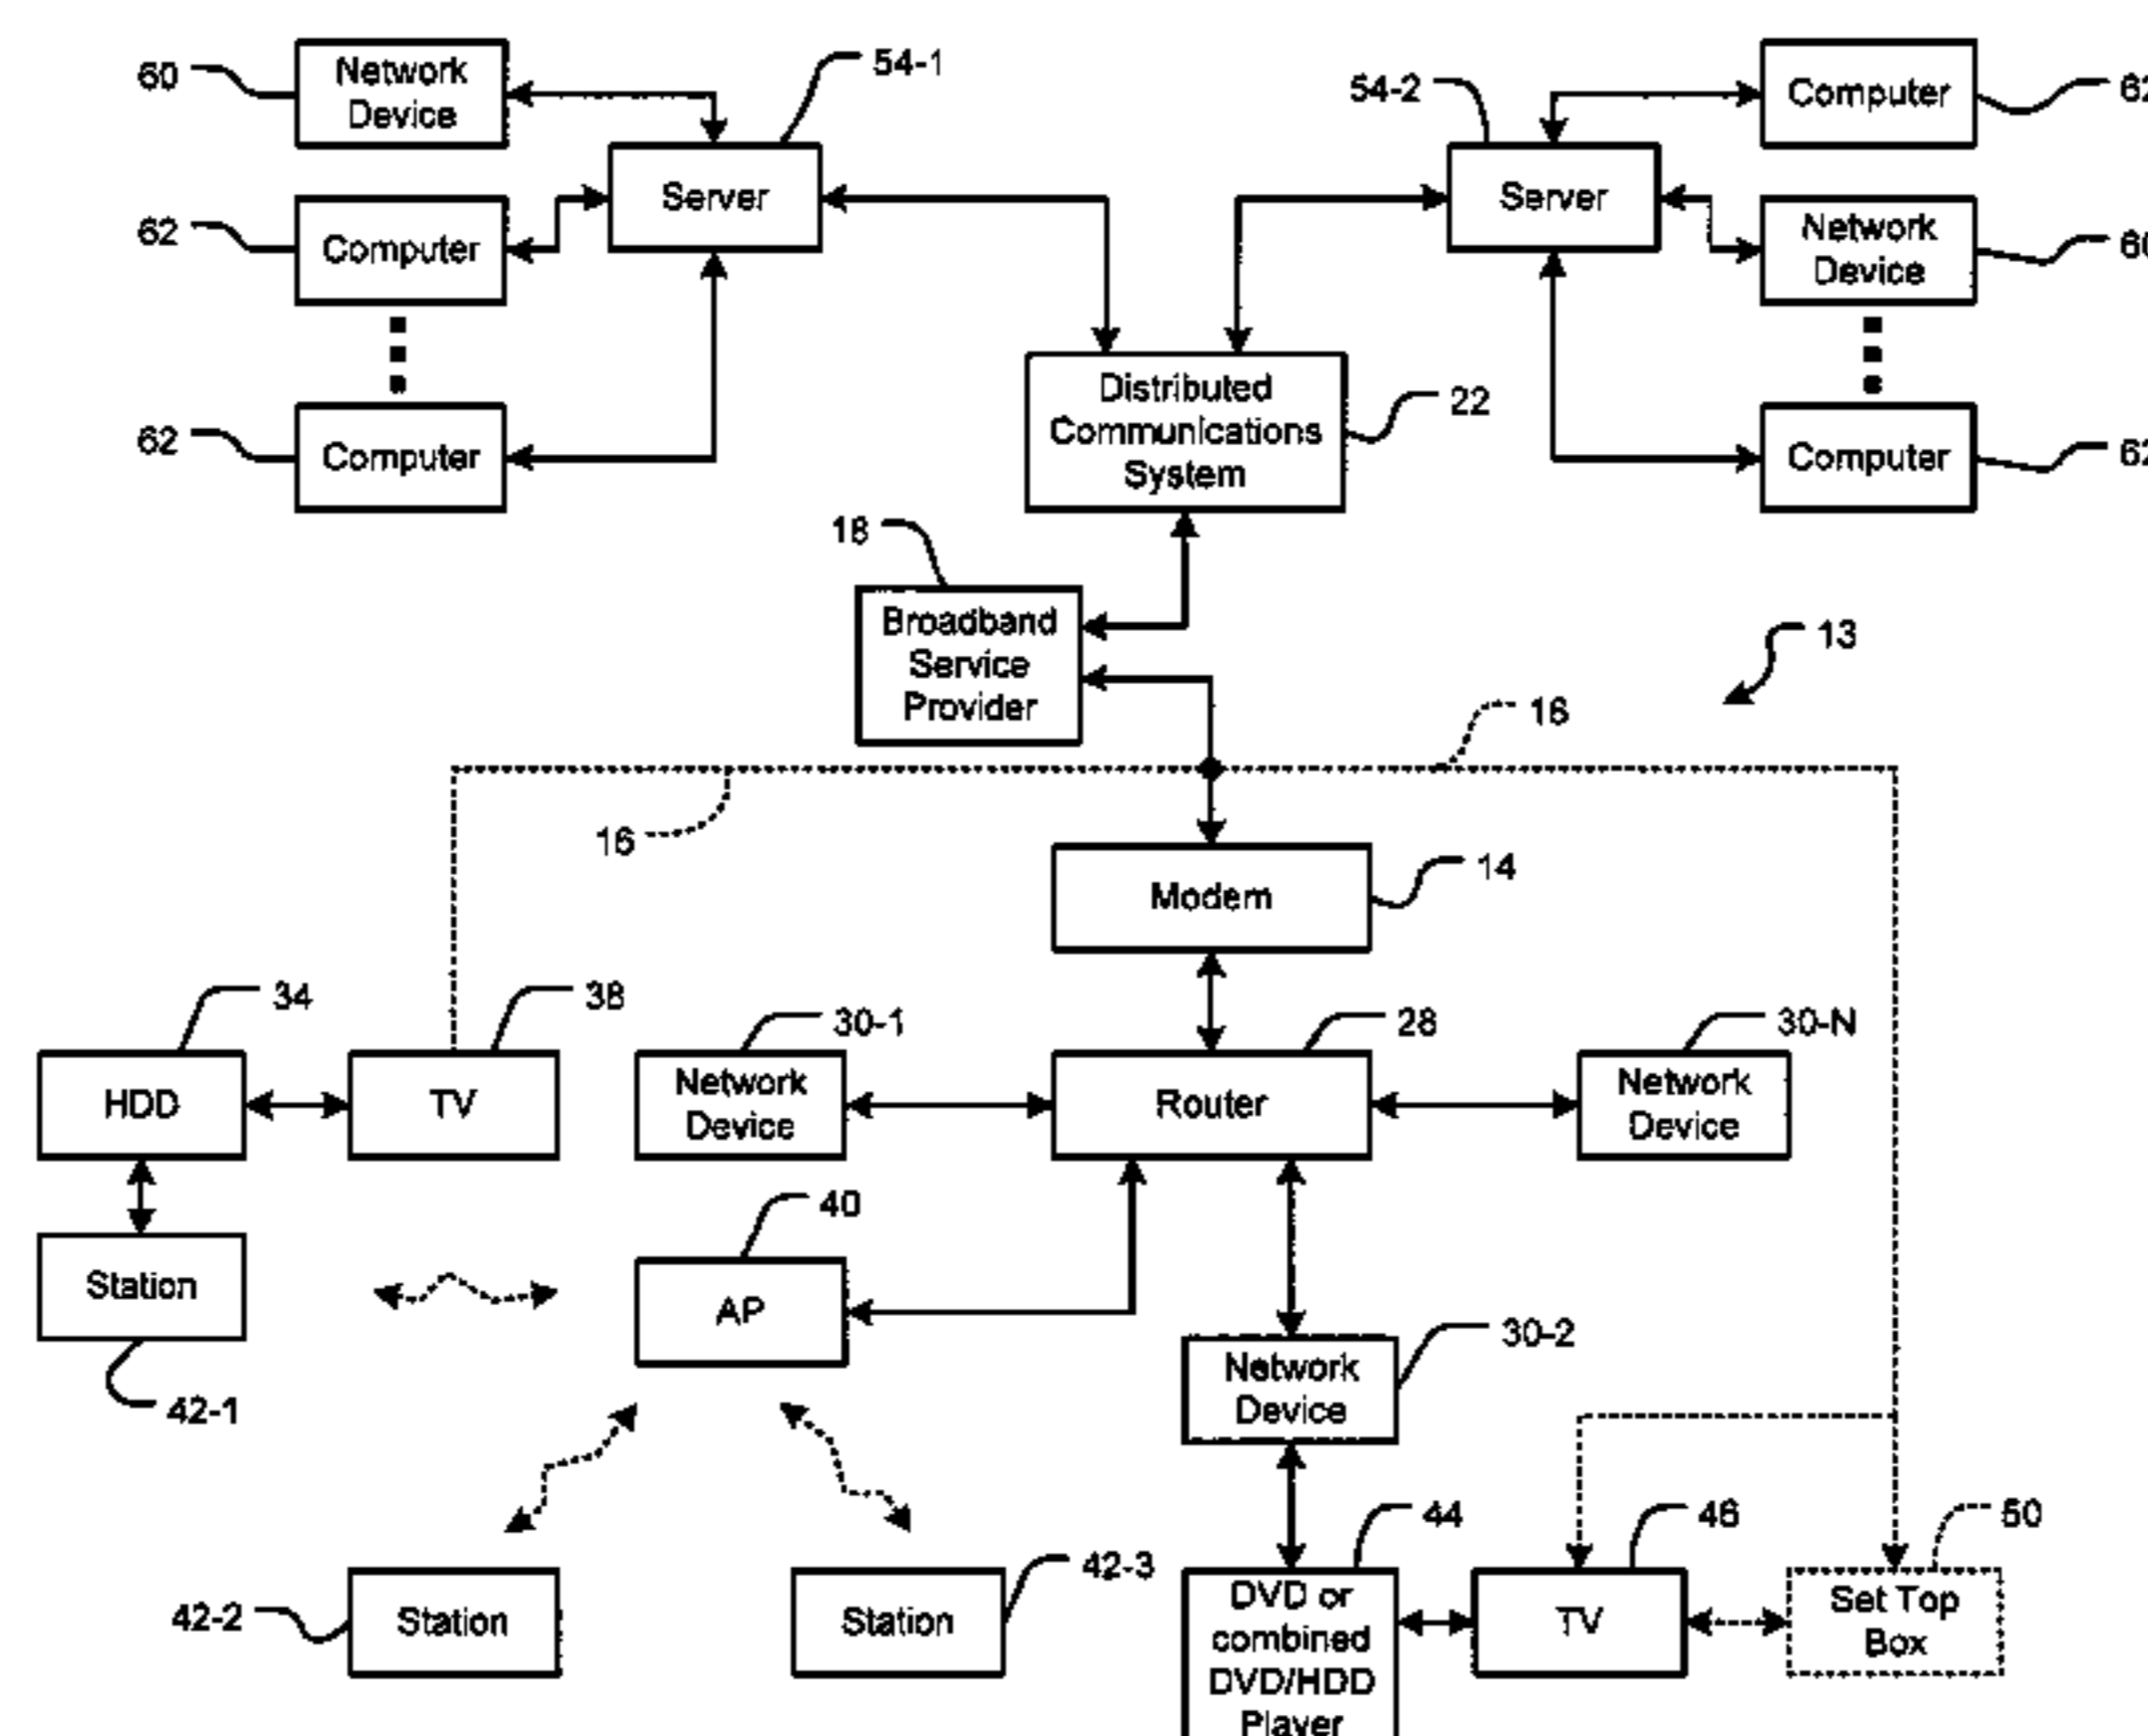 60
Network
Device
54-1
54-2
Computer
62
Server
Server
62
Computer
Network
Device
60
Distributed
Communications
System
22
62
Computer
Computer
62
18
Broadband
Service
Provider
13
16
16
Modem
14
34
38
30-1
28
30-N
HDD
TV
Network
Device
Router
Network
Device
40
Station
AP
42-1
30-2
Network
Device
44
46
50
42-2
Station
Station
42-3
DVD or
combined
DVD/HDD
Player
TV
Set Top
Box